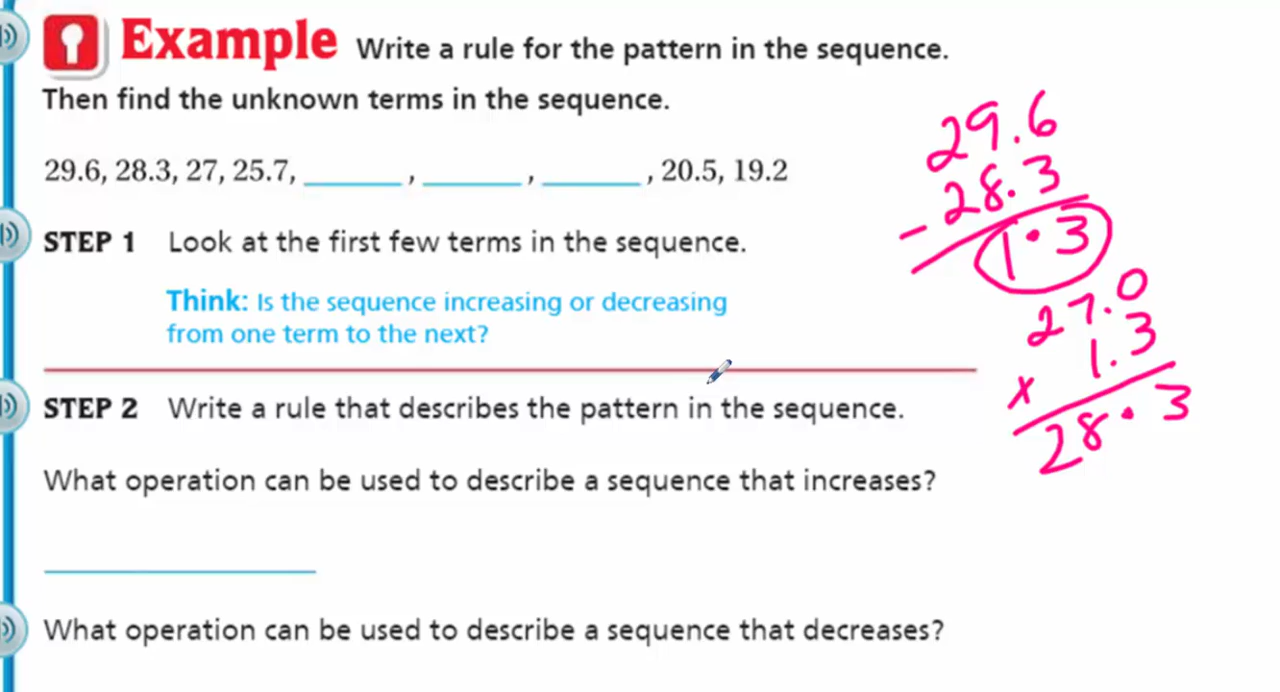 Example Write a rule for the pattern in the sequence.
Then find the unknown terms in the sequence.
29.6, 28.3, 27, 25.7, ______, ______, ______, 20.5, 19.2
STEP 1 Look at the first few terms in the sequence.
Think: Is the sequence increasing or decreasing
from one term to the next?
STEP 2 Write a rule that describes the pattern in the sequence.
What operation can be used to describe a sequence that increases?
What operation can be used to describe a sequence that decreases?
29.6
- 28.3
1.3
27.0
x 1.3
28.3